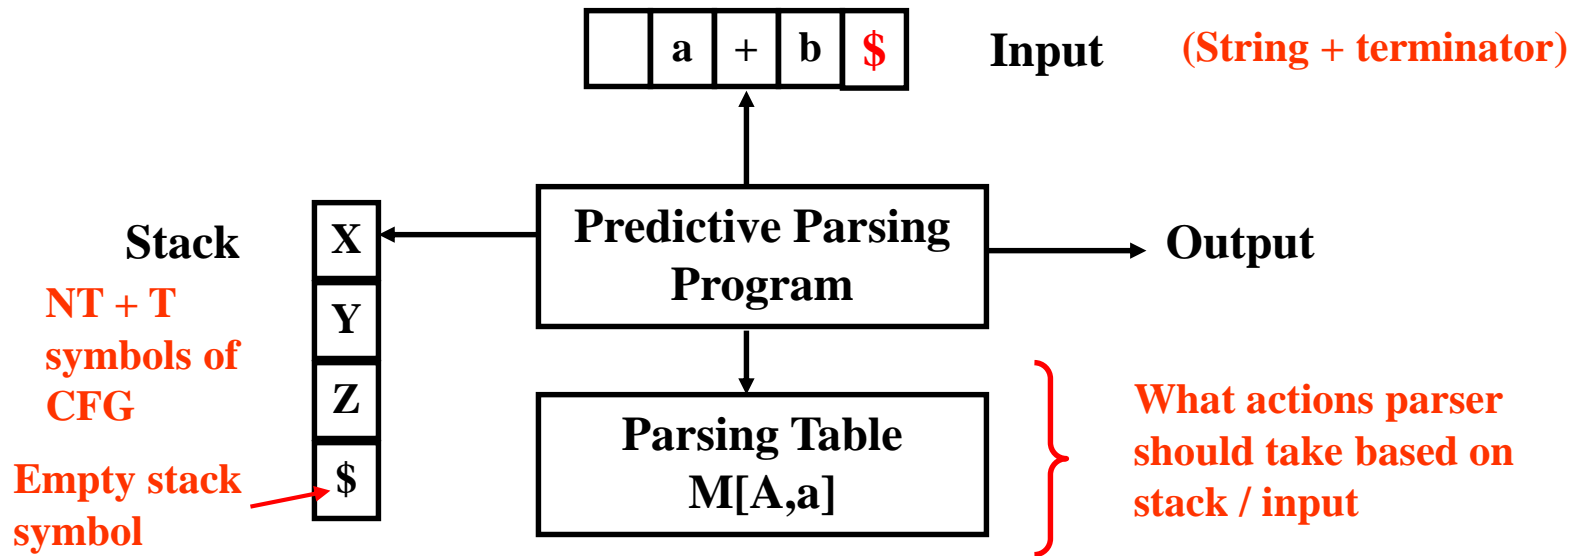 a + b $
Input
(String + terminator)
Stack
X
Y
Z
$
NT + T
symbols of
CFG
Empty stack
symbol
Predictive Parsing
Program
Output
Parsing Table
M[A,a]
What actions parser
should take based on
stack / input